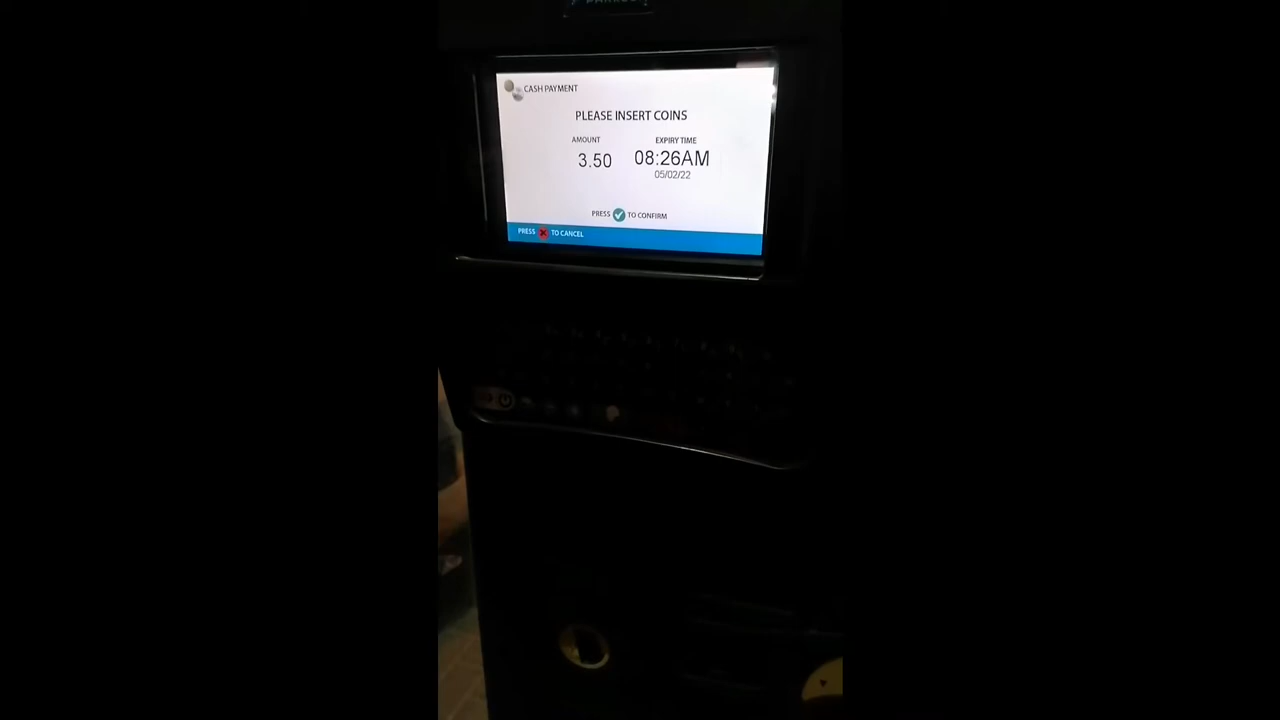 CASH PAYMENT
PLEASE INSERT COINS
AMOUNT EXPIRY TIME
3.50 08:26AM
05/02/22
PRESS TO CONFIRM
PRESS TO CANCEL